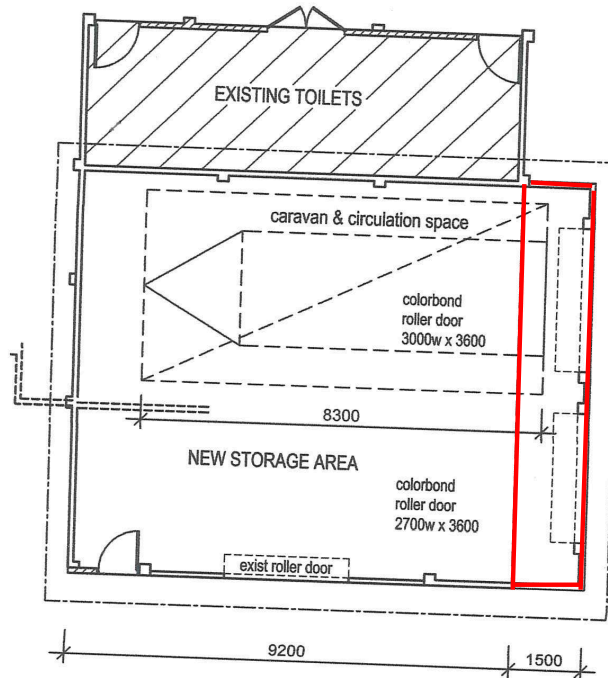 EXISTING TOILETS
caravan & circulation space
colorbond
roller door
3000w x 3600
8300
NEW STORAGE AREA
colorbond
roller door
2700w x 3600
exist roller door
9200
1500